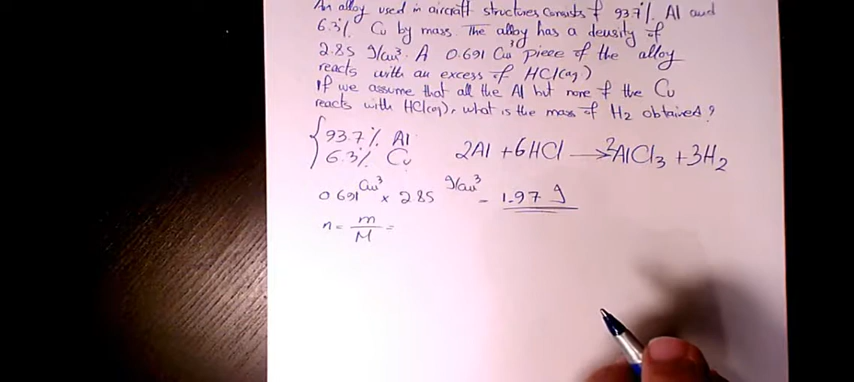 An alloy used in aircraft structures consists of 93.7% Al and
6.3% Cu by mass. The alloy has a density of
2.85 g/cm³. A 0.691 cm³ piece of the alloy
reacts with an excess of HCl(aq)
If we assume that all the Al but none of the Cu
reacts with HCl(aq), what is the mass of H2 obtained?
93.7% Al
6.3% Cu
2Al + 6HCl → 2AlCl3 + 3H2
0.691 cm³ × 2.85 g/cm³ = 1.97 g
n = m/M =